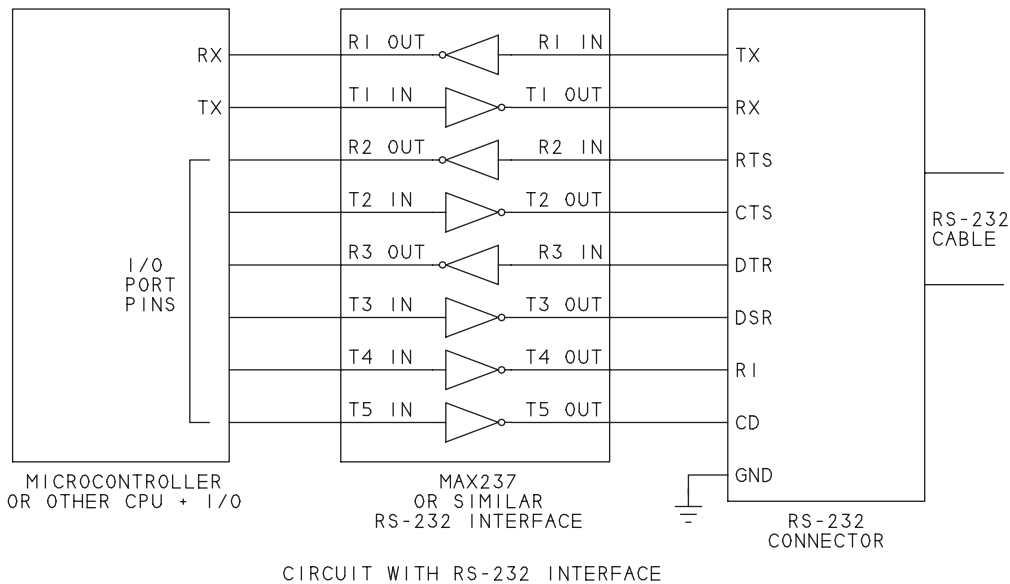 RX R1 OUT R1 IN TX
TX T1 IN T1 OUT RX
R2 OUT R2 IN RTS
T2 IN T2 OUT CTS
RS-232
CABLE
R3 OUT R3 IN DTR
I/O
PORT
PINS
T3 IN T3 OUT DSR
T4 IN T4 OUT RI
T5 IN T5 OUT CD
GND
MICROCONTROLLER
OR OTHER CPU + I/O
MAX237
OR SIMILAR
RS-232 INTERFACE
RS-232
CONNECTOR
CIRCUIT WITH RS-232 INTERFACE